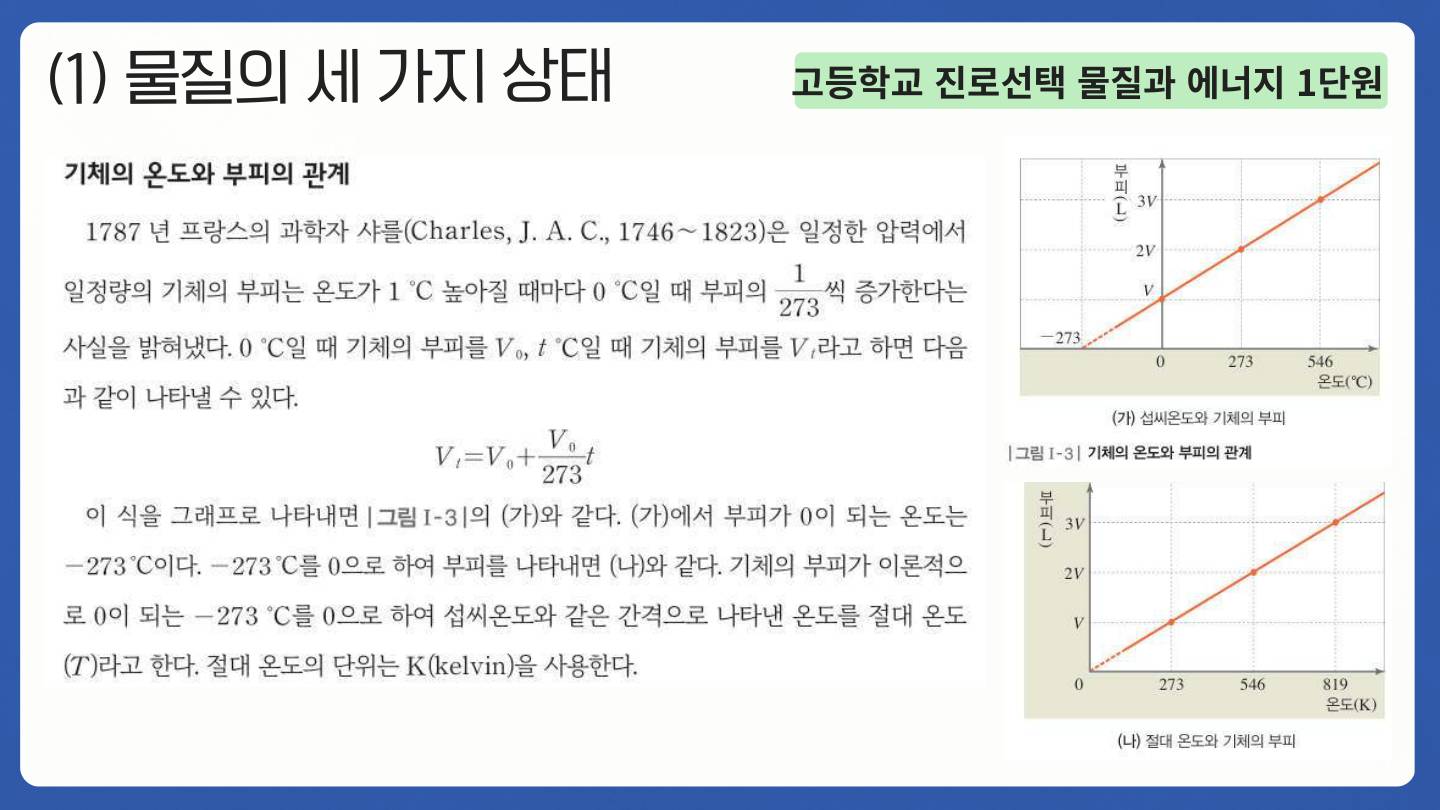 (1) 물질의 세 가지 상태
고등학교 진로선택 물질과 에너지 1단원
기체의 온도와 부피의 관계
1787 년 프랑스의 과학자 샤를(Charles, J. A. C., 1746~1823)은 일정한 압력에서
일정량의 기체의 부피는 온도가 1 ℃ 높아질 때마다 0 ℃일 때 부피의 1/273씩 증가한다는
사실을 밝혀냈다. 0 ℃일 때 기체의 부피를 V₀, t ℃일 때 기체의 부피를 Vₜ라고 하면 다음
과 같이 나타낼 수 있다.
Vₜ=V₀+V₀/273t
이 식을 그래프로 나타내면 |그림 I-3|의 (가)와 같다. (가)에서 부피가 0이 되는 온도는
-273℃이다. -273℃를 0으로 하여 부피를 나타내면 (나)와 같다. 기체의 부피가 이론적으
로 0이 되는 -273 ℃를 0으로 하여 섭씨온도와 같은 간격으로 나타낸 온도를 절대 온도
(T)라고 한다. 절대 온도의 단위는 K(kelvin)을 사용한다.
부피(L)
3V
2V
V
-273
0 273 546
온도(℃)
(가) 섭씨온도와 기체의 부피
|그림 I-3| 기체의 온도와 부피의 관계
부피(L)
3V
2V
V
0 273 546 819
온도(K)
(나) 절대 온도와 기체의 부피